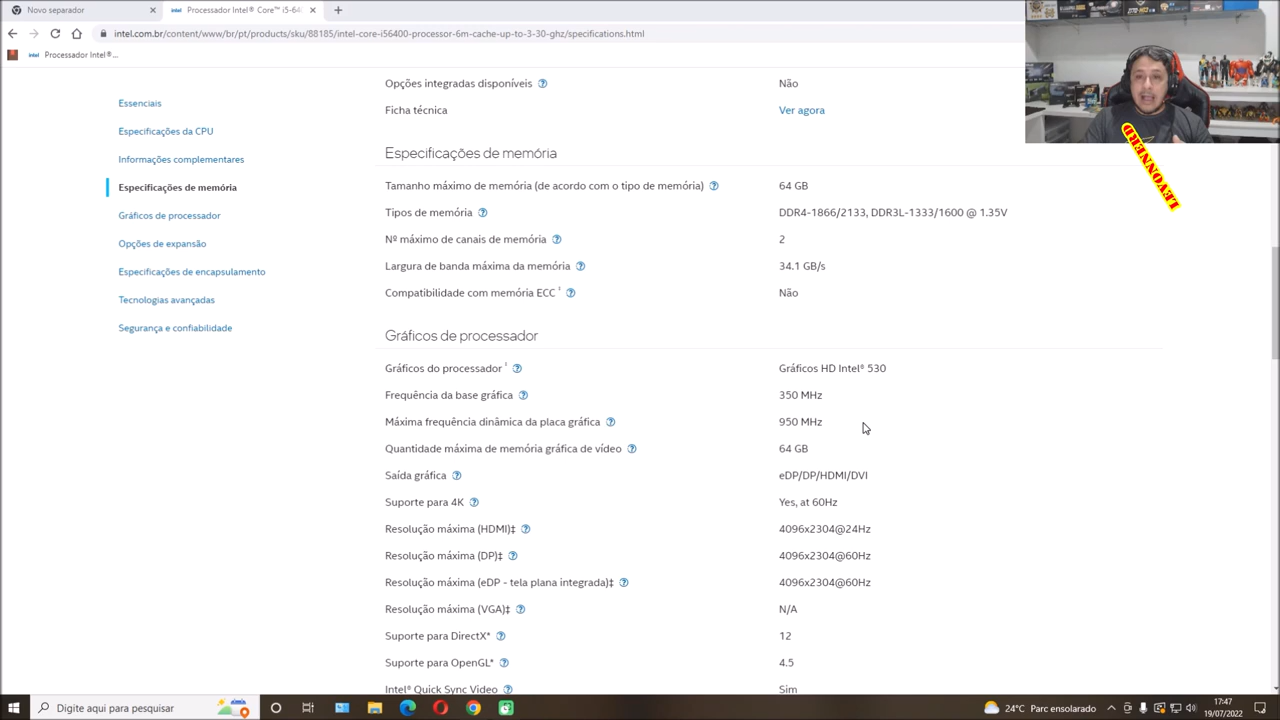 Novo separador
Processador Intel® Core™ i5-64
intel.com.br/content/www/br/pt/products/sku/88185/intel-core-i56400-processor-6m-cache-up-to-3-30-ghz/specifications.html
intel Processador Intel®...
Essenciais
Especificações da CPU
Informações complementares
Especificações de memória
Gráficos de processador
Opções de expansão
Especificações de encapsulamento
Tecnologias avançadas
Segurança e confiabilidade
Opções integradas disponíveis Não
Ficha técnica Ver agora
Especificações de memória
Tamanho máximo de memória (de acordo com o tipo de memória) 64 GB
Tipos de memória DDR4-1866/2133, DDR3L-1333/1600 @ 1.35V
Nº máximo de canais de memória 2
Largura de banda máxima da memória 34.1 GB/s
Compatibilidade com memória ECC ‡ Não
Gráficos de processador
Gráficos do processador ‡ Gráficos HD Intel® 530
Frequência da base gráfica 350 MHz
Máxima frequência dinâmica da placa gráfica 950 MHz
Quantidade máxima de memória gráfica de vídeo 64 GB
Saída gráfica eDP/DP/HDMI/DVI
Suporte para 4K Yes, at 60Hz
Resolução máxima (HDMI)‡ 4096x2304@24Hz
Resolução máxima (DP)‡ 4096x2304@60Hz
Resolução máxima (eDP - tela plana integrada)‡ 4096x2304@60Hz
Resolução máxima (VGA)‡ N/A
Suporte para DirectX* 12
Suporte para OpenGL* 4.5
Intel® Quick Sync Video Sim
LEVONNERD
Digite aqui para pesquisar
24°C Parc ensolarado
17:47
19/07/2022